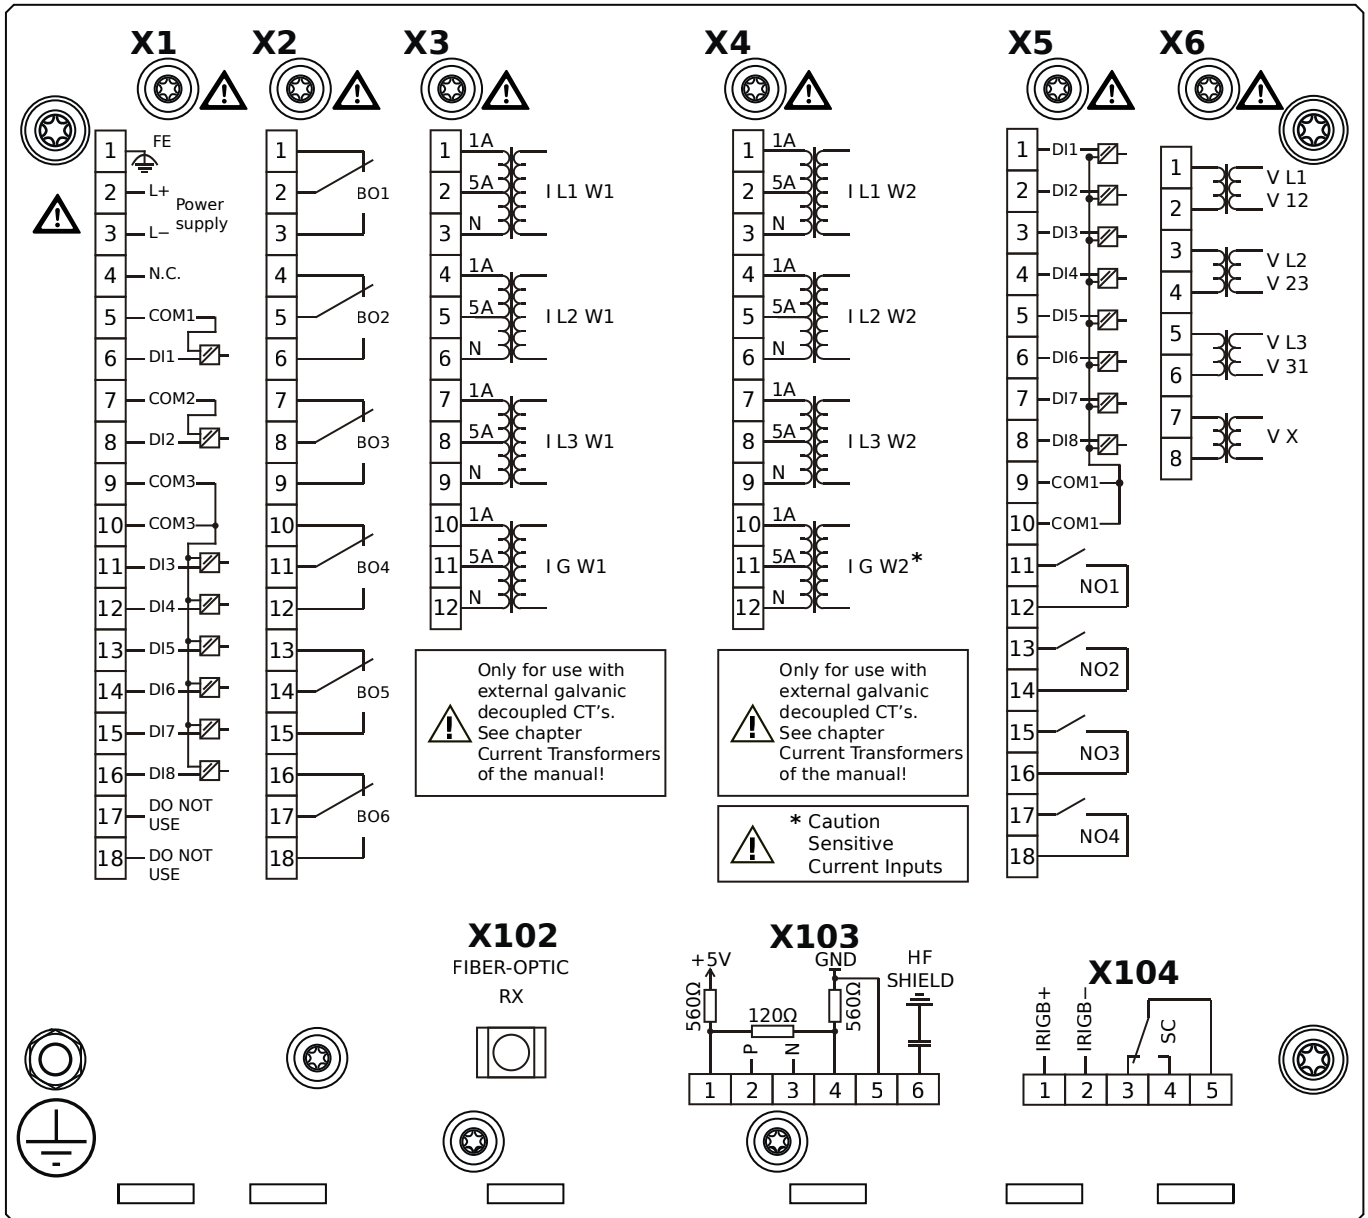 X1
X2
X3
X4
X5
X6
1
FE
2
L+
Power
supply
3
L−
4
N.C.
5
COM1
6
DI1
7
COM2
8
DI2
9
COM3
10
COM3
11
DI3
12
DI4
13
DI5
14
DI6
15
DI7
16
DI8
17
DO NOT
USE
18
DO NOT
USE
1
2
BO1
3
4
5
BO2
6
7
8
BO3
9
10
11
BO4
12
13
14
BO5
15
16
17
BO6
18
1
1A
2
5A
I L1 W1
3
N
4
1A
5
5A
I L2 W1
6
N
7
1A
8
5A
I L3 W1
9
N
10
1A
11
5A
I G W1
12
N
Only for use with
external galvanic
decoupled CT's.
See chapter
Current Transformers
of the manual!
1
1A
2
5A
I L1 W2
3
N
4
1A
5
5A
I L2 W2
6
N
7
1A
8
5A
I L3 W2
9
N
10
1A
11
5A
I G W2*
12
N
Only for use with
external galvanic
decoupled CT's.
See chapter
Current Transformers
of the manual!
* Caution
Sensitive
Current Inputs
1
DI1
2
DI2
3
DI3
4
DI4
5
DI5
6
DI6
7
DI7
8
DI8
9
COM1
10
COM1
11
NO1
12
13
NO2
14
15
NO3
16
17
NO4
18
1
V L1
2
V 12
3
V L2
4
V 23
5
V L3
6
V 31
7
V X
8
X102
FIBER-OPTIC
RX
X103
+5V
GND
HF
SHIELD
560Ω
120Ω
560Ω
P
N
1 2 3 4 5 6
X104
IRIGB+
IRIGB−
SC
1 2 3 4 5